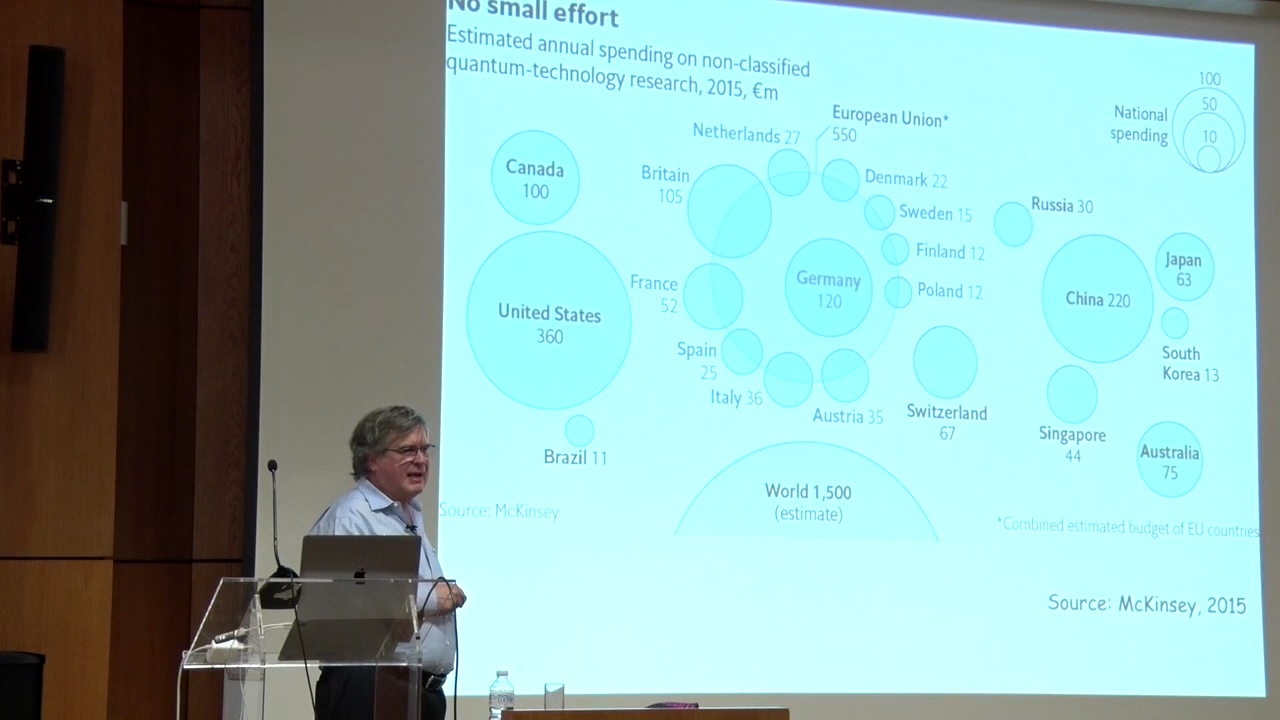 No small effort
Estimated annual spending on non-classified
quantum-technology research, 2015, €m
100
50
10
National
spending
European Union*
550
Netherlands 27
Denmark 22
Canada
100
Britain
105
Sweden 15
Russia 30
Finland 12
Japan
63
United States
360
France
52
Germany
120
Poland 12
China 220
Spain
25
South
Korea 13
Italy 36
Austria 35
Switzerland
67
Singapore
44
Australia
75
Brazil 11
World 1,500
(estimate)
Source: McKinsey
*Combined estimated budget of EU countries
Source: McKinsey, 2015